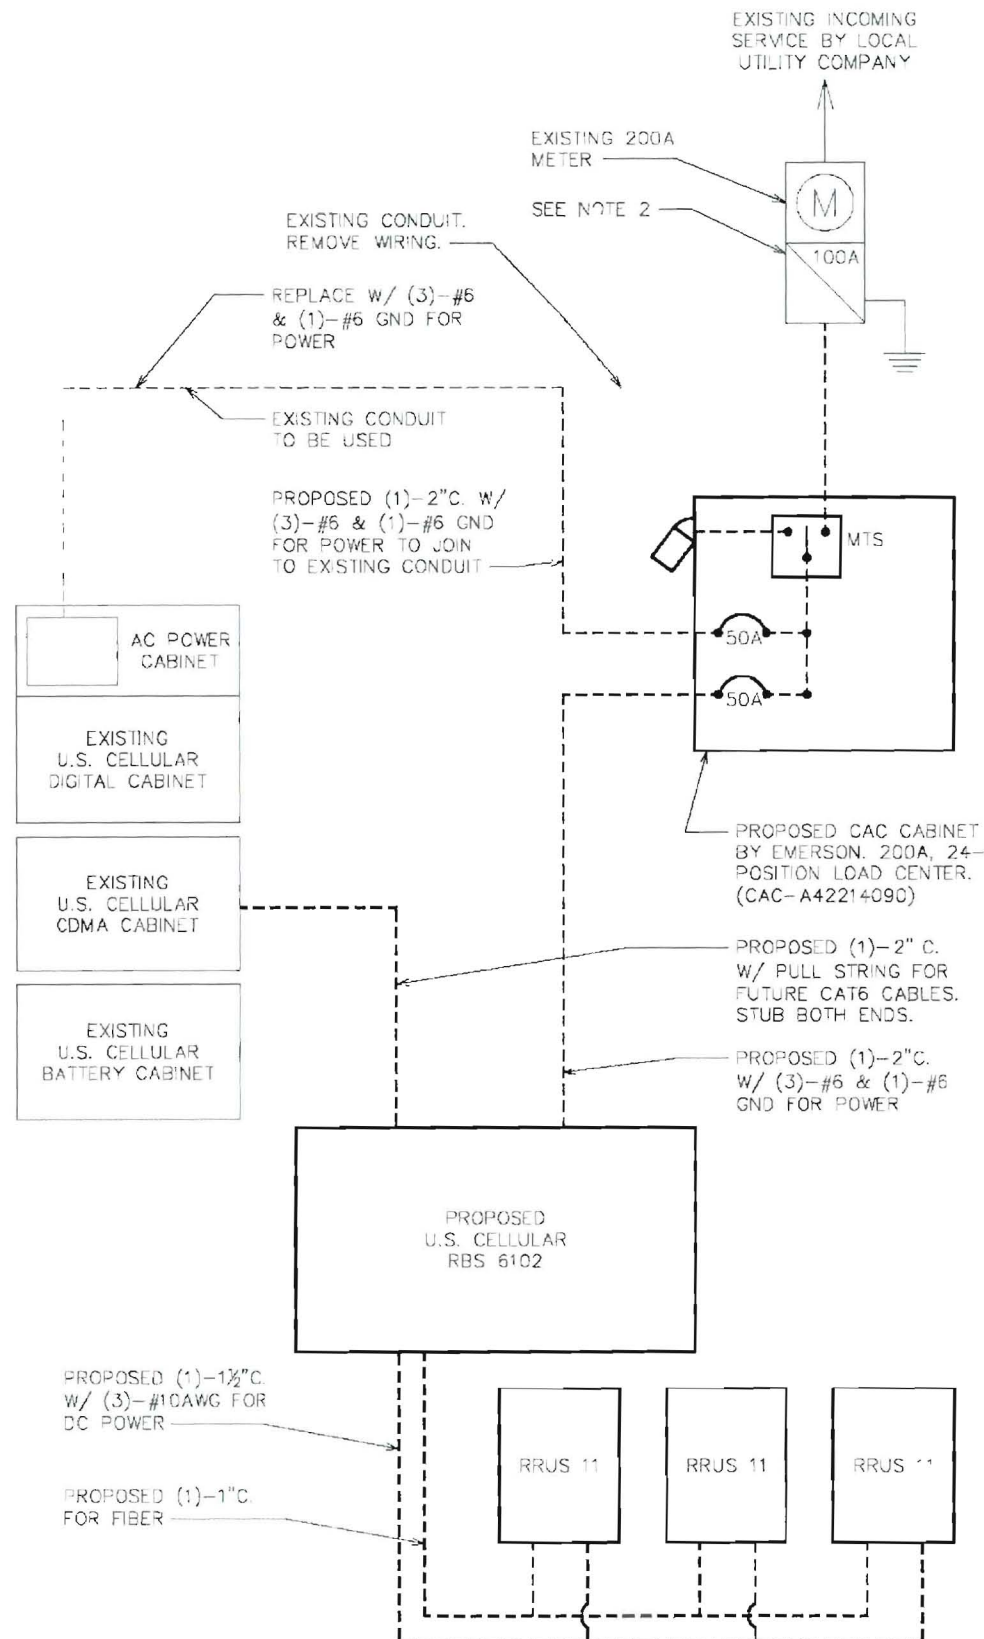 EXISTING INCOMING
SERVICE BY LOCAL
UTILITY COMPANY
EXISTING 200A
METER
M
SEE NOTE 2
100A
EXISTING CONDUIT.
REMOVE WIRING.
REPLACE W/ (3)-#6
& (1)-#6 GND FOR
POWER
EXISTING CONDUIT
TO BE USED
PROPOSED (1)-2"C. W/
(3)-#6 & (1)-#6 GND
FOR POWER TO JOIN
TO EXISTING CONDUIT
MTS
50A
50A
AC POWER
CABINET
EXISTING
U.S. CELLULAR
DIGITAL CABINET
EXISTING
U.S. CELLULAR
CDMA CABINET
EXISTING
U.S. CELLULAR
BATTERY CABINET
PROPOSED CAC CABINET
BY EMERSON. 200A, 24-
POSITION LOAD CENTER.
(CAC-A42214090)
PROPOSED (1)-2" C.
W/ PULL STRING FOR
FUTURE CAT6 CABLES.
STUB BOTH ENDS.
PROPOSED (1)-2"C.
W/ (3)-#6 & (1)-#6
GND FOR POWER
PROPOSED
U.S. CELLULAR
RBS 6102
PROPOSED (1)-1½"C.
W/ (3)-#10AWG FOR
DC POWER
PROPOSED (1)-1"C.
FOR FIBER
RRUS 11
RRUS 11
RRUS 11